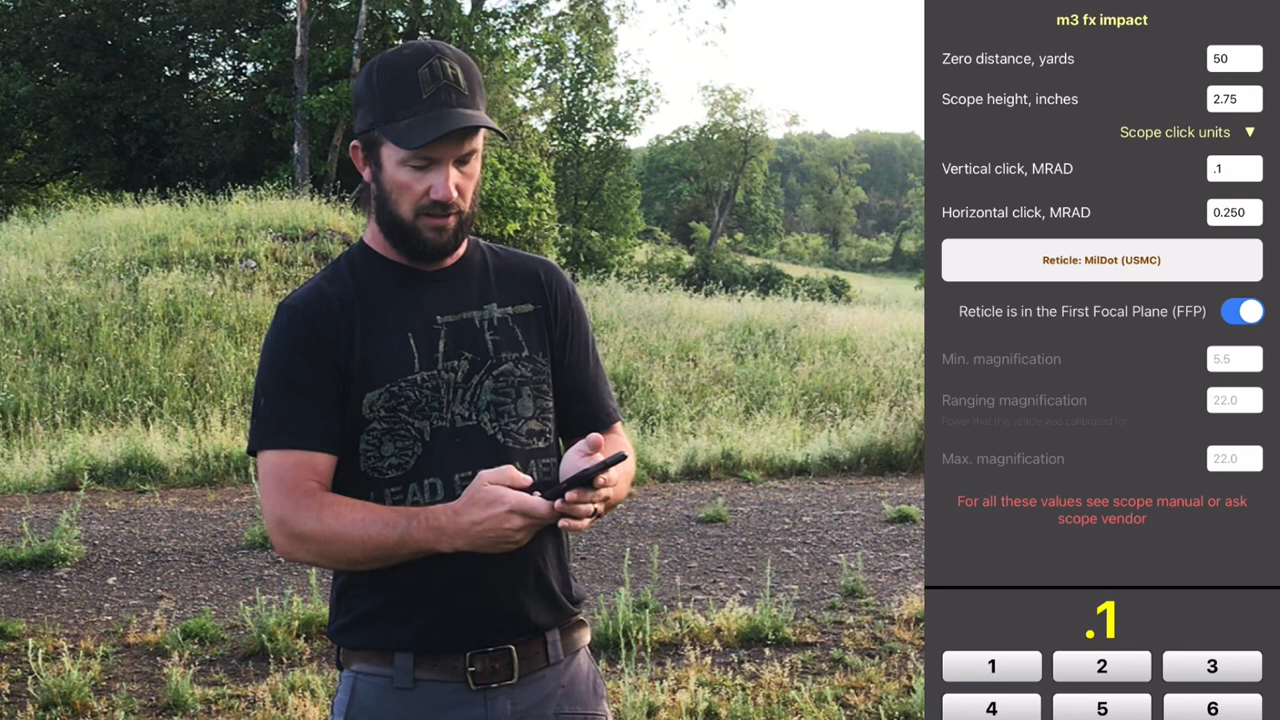 m3 fx impact
Zero distance, yards
50
Scope height, inches
2.75
Scope click units ▼
Vertical click, MRAD
.1
Horizontal click, MRAD
0.250
Reticle: MilDot (USMC)
Reticle is in the First Focal Plane (FFP)
Min. magnification
5.5
Ranging magnification
22.0
Power that this reticle was calibrated for
Max. magnification
22.0
For all these values see scope manual or ask
scope vendor
.1
1 2 3
4 5 6
LEAD